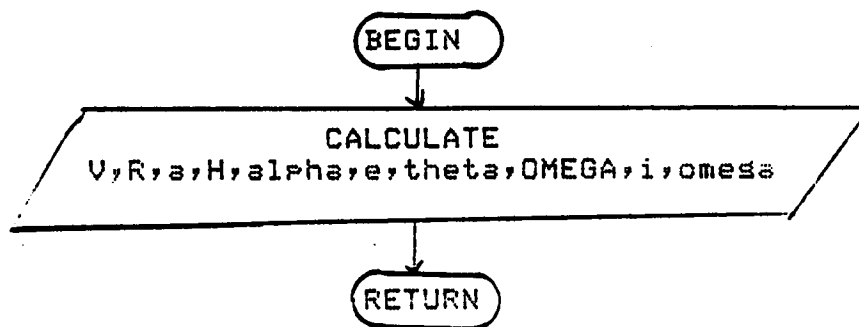 BEGIN
CALCULATE
V,R,a,H,alpha,e,theta,OMEGA,i,omega
RETURN